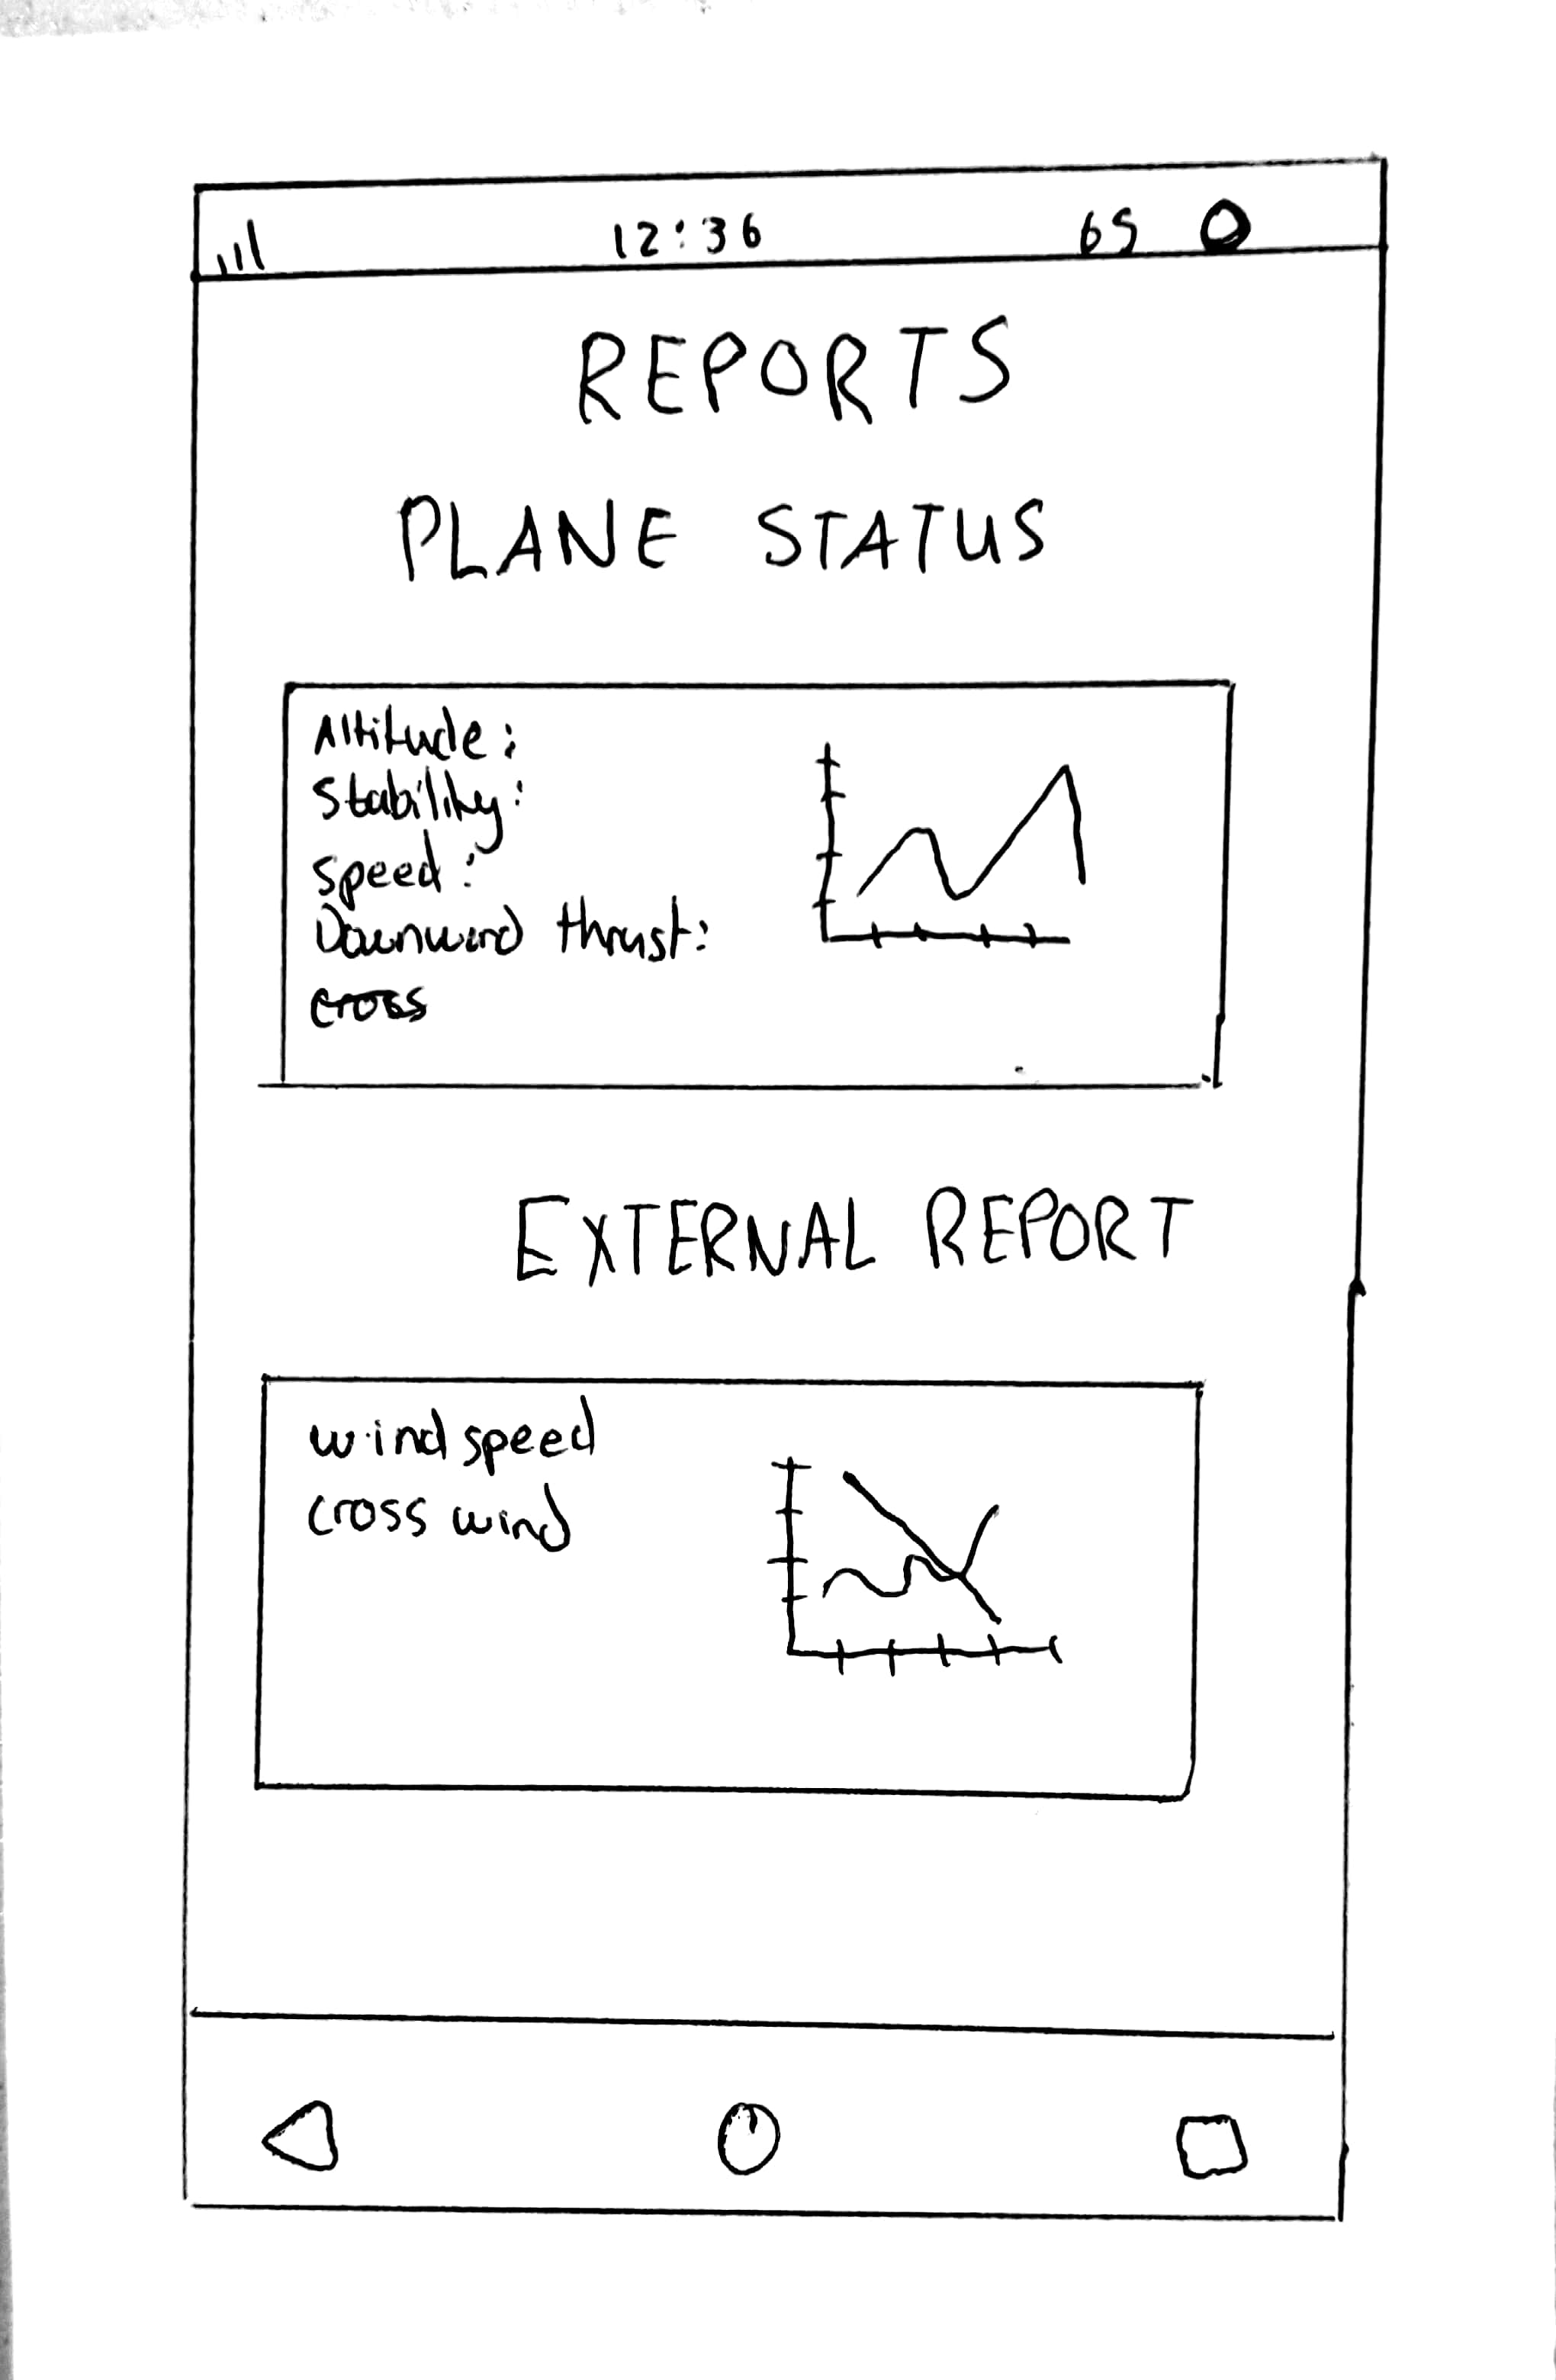 12:36 65
REPORTS
PLANE STATUS
Altitude:
Stability:
Speed:
Downward thrust:
cross
EXTERNAL REPORT
wind speed
cross wind